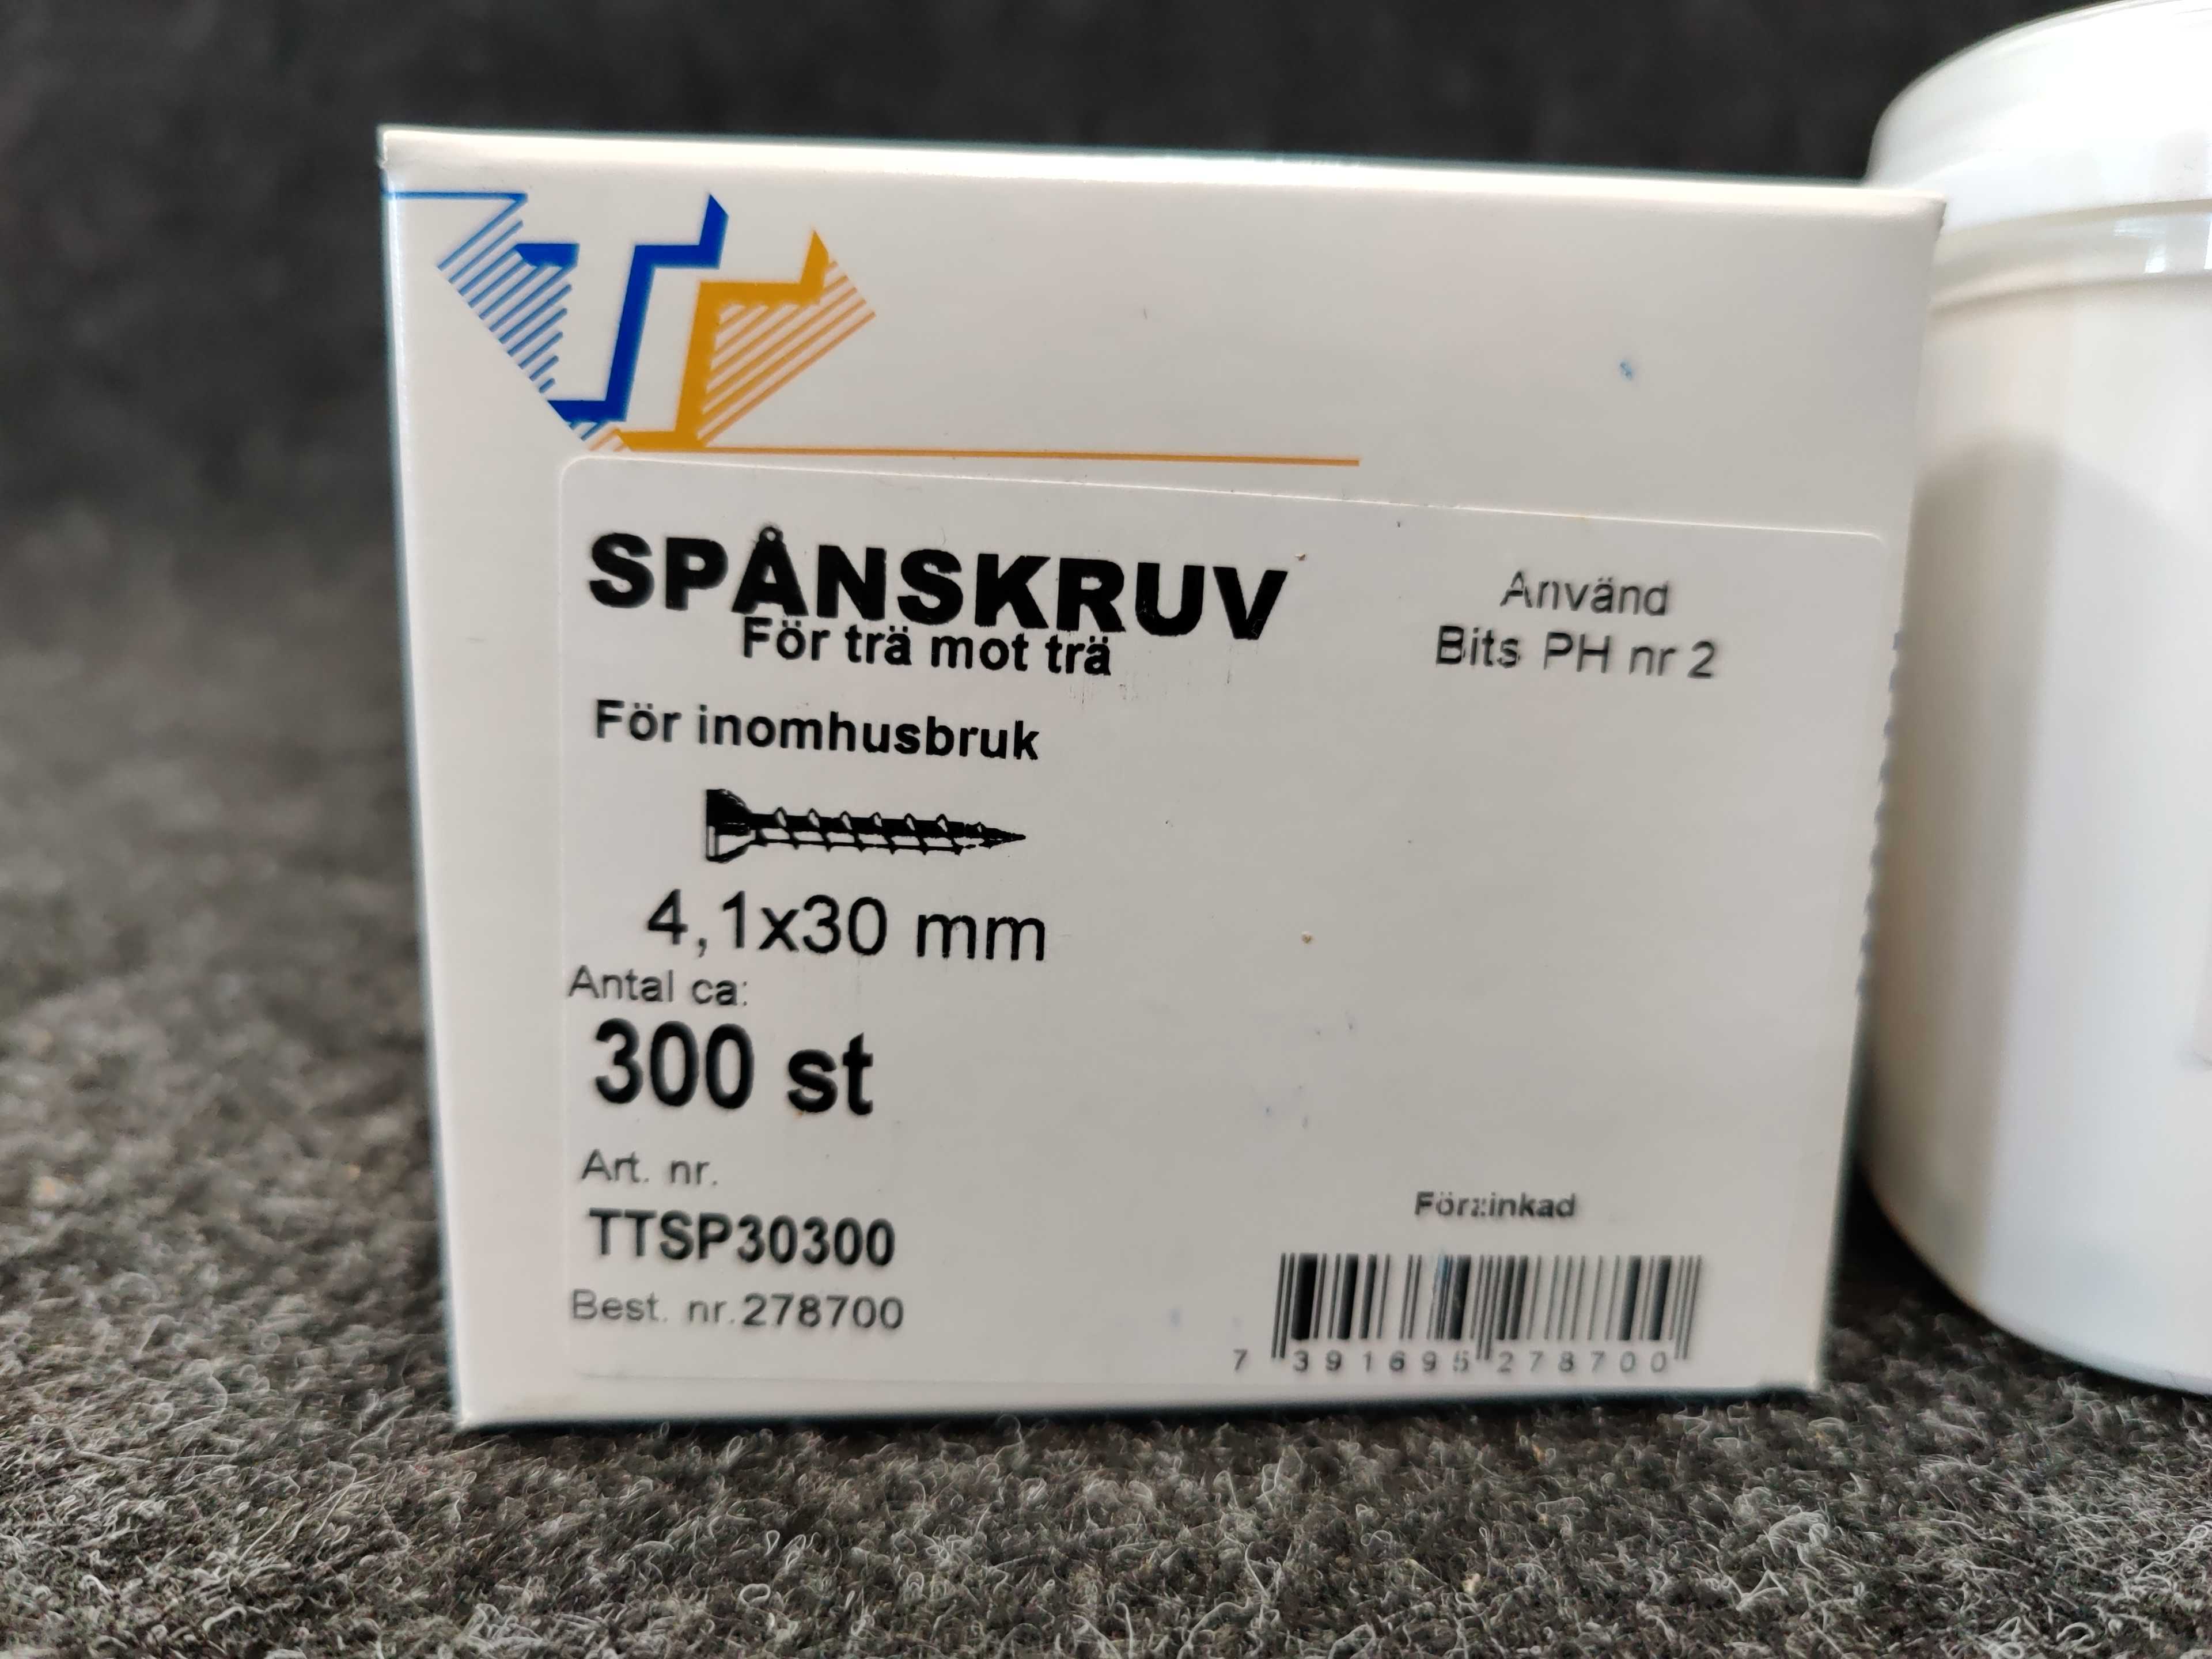 SPÅNSKRUV
För trä mot trä
Använd
Bits PH nr 2
För inomhusbruk
4,1x30 mm
Antal ca:
300 st
Art. nr.
TTSP30300
Best. nr.278700
Förzinkad
7 391695 278700